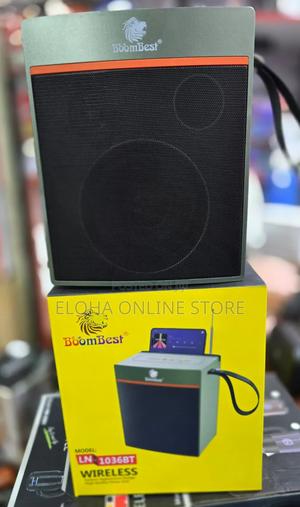 BoomBest
POSTED ON
ELOHA ONLINE STORE
BoomBest
BoomBest
MODEL:
LN 1036BT
WIRELESS